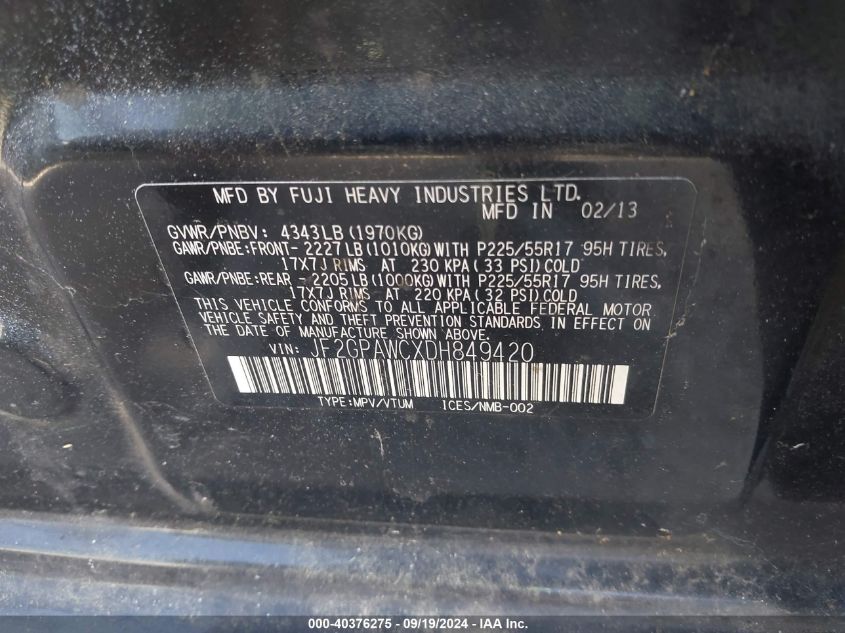 MFD BY FUJI HEAVY INDUSTRIES LTD.
MFD IN 02/13
GVWR/PNBV: 4343LB(1970KG)
GAWR/PNBE:FRONT- 2227LB(1010KG)WITH P225/55R17 95H TIRES,
17X7J RIMS AT 230 KPA(33 PSI)COLD
GAWR/PNBE:REAR - 2205LB(1000KG)WITH P225/55R17 95H TIRES,
17X7J RIMS AT 220 KPA(32 PSI)COLD
THIS VEHICLE CONFORMS TO ALL APPLICABLE FEDERAL MOTOR
VEHICLE SAFETY AND THEFT PREVENTION STANDARDS IN EFFECT ON
THE DATE OF MANUFACTURE SHOWN ABOVE.
VIN: JF2GPAWCXDH849420
TYPE:MPV/VTUM ICES/NMB-002
000-40376275 - 09/19/2024 - IAAI Inc.